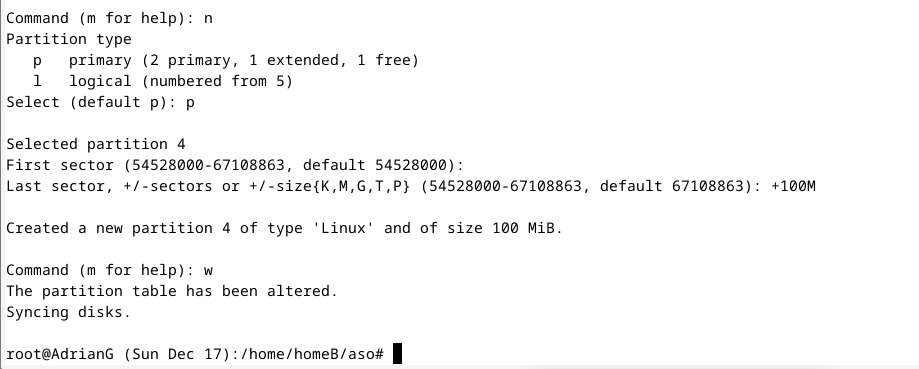 Command (m for help): n
Partition type
   p   primary (2 primary, 1 extended, 1 free)
   l   logical (numbered from 5)
Select (default p): p

Selected partition 4
First sector (54528000-67108863, default 54528000):
Last sector, +/-sectors or +/-size{K,M,G,T,P} (54528000-67108863, default 67108863): +100M

Created a new partition 4 of type 'Linux' and of size 100 MiB.

Command (m for help): w
The partition table has been altered.
Syncing disks.

root@AdrianG (Sun Dec 17):/home/homeB/aso#